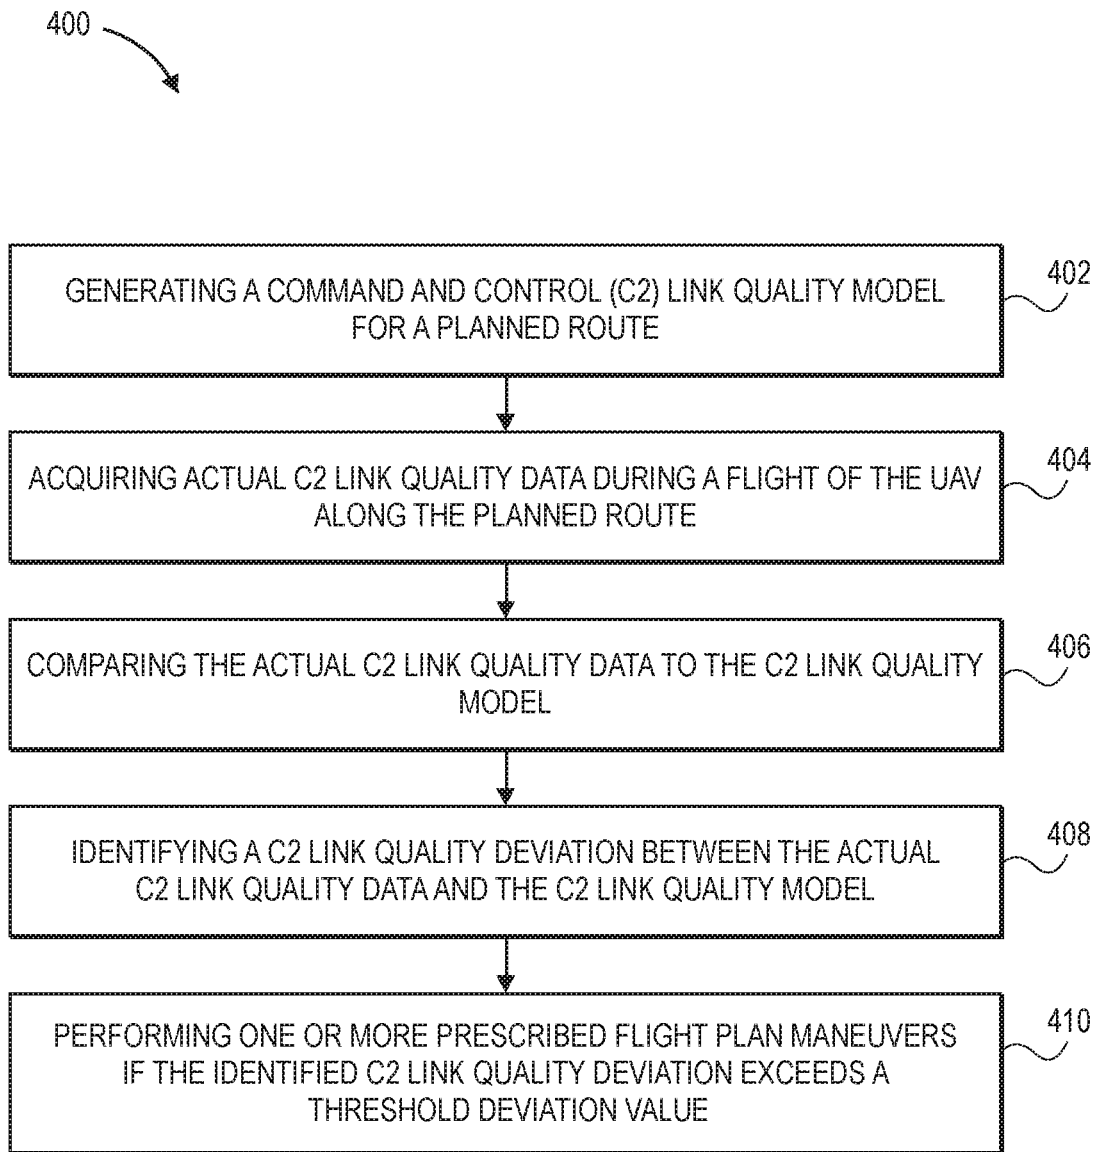 400
GENERATING A COMMAND AND CONTROL (C2) LINK QUALITY MODEL
FOR A PLANNED ROUTE
402
ACQUIRING ACTUAL C2 LINK QUALITY DATA DURING A FLIGHT OF THE UAV
ALONG THE PLANNED ROUTE
404
COMPARING THE ACTUAL C2 LINK QUALITY DATA TO THE C2 LINK QUALITY
MODEL
406
IDENTIFYING A C2 LINK QUALITY DEVIATION BETWEEN THE ACTUAL
C2 LINK QUALITY DATA AND THE C2 LINK QUALITY MODEL
408
PERFORMING ONE OR MORE PRESCRIBED FLIGHT PLAN MANEUVERS
IF THE IDENTIFIED C2 LINK QUALITY DEVIATION EXCEEDS A
THRESHOLD DEVIATION VALUE
410